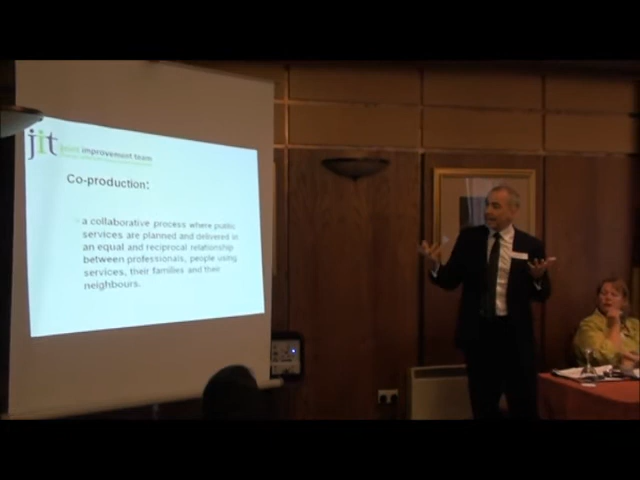 jit joint improvement team
Co-production:
a collaborative process where public
services are planned and delivered in
an equal and reciprocal relationship
between professionals, people using
services, their families and their
neighbours.